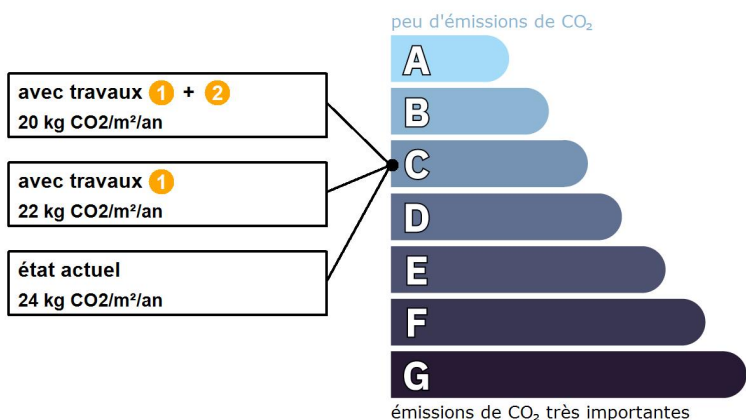 peu d'émissions de CO₂
A
avec travaux 1 + 2
20 kg CO2/m²/an
B
C
avec travaux 1
22 kg CO2/m²/an
D
état actuel
24 kg CO2/m²/an
E
F
G
émissions de CO₂ très importantes